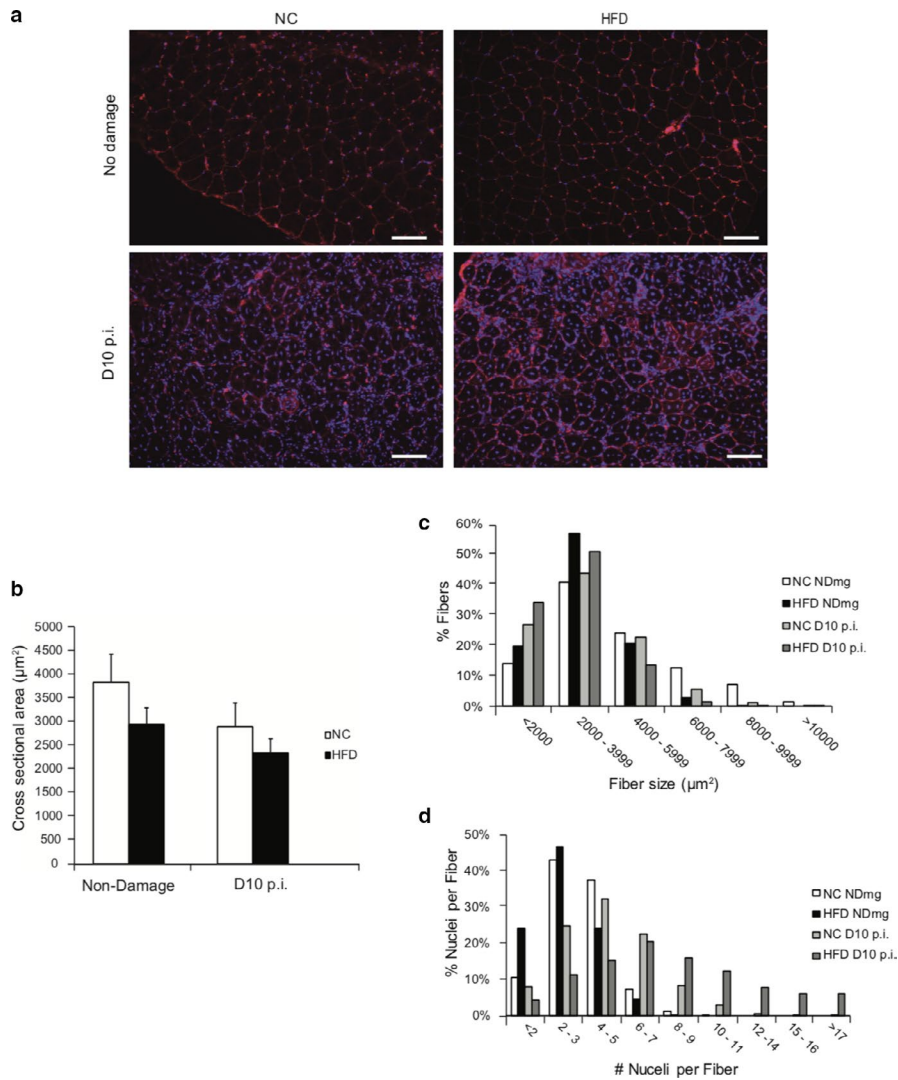 a
NC
HFD
No damage
D10 p.i.
b
Cross sectional area (µm²)
5000
4500
4000
3500
3000
2500
2000
1500
1000
500
0
Non-Damage
D10 p.i.
NC
HFD
c
% Fibers
60%
50%
40%
30%
20%
10%
0%
<2000
2000 - 3999
4000 - 5999
6000 - 7999
8000 - 9999
>10000
Fiber size (µm²)
NC NDmg
HFD NDmg
NC D10 p.i.
HFD D10 p.i.
d
% Nuclei per Fiber
50%
40%
30%
20%
10%
0%
<2
2 - 3
4 - 5
6 - 7
8 - 9
10 - 11
12 -14
15 - 16
>17
# Nuceli per Fiber
NC NDmg
HFD NDmg
NC D10 p.i.
HFD D10 p.i.